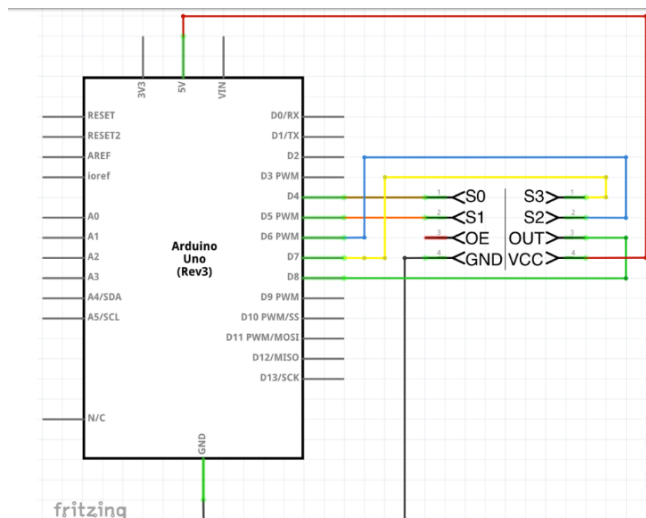 3V3
5V
VIN
RESET
RESET2
AREF
ioref
A0
A1
A2
A3
A4/SDA
A5/SCL
N/C
Arduino
Uno
(Rev3)
D0/RX
D1/TX
D2
D3 PWM
D4
D5 PWM
D6 PWM
D7
D8
D9 PWM
D10 PWM/SS
D11 PWM/MOSI
D12/MISO
D13/SCK
GND
1 S0
2 S1
3 OE
4 GND
S3 1
S2 2
OUT 3
VCC 4
fritzing